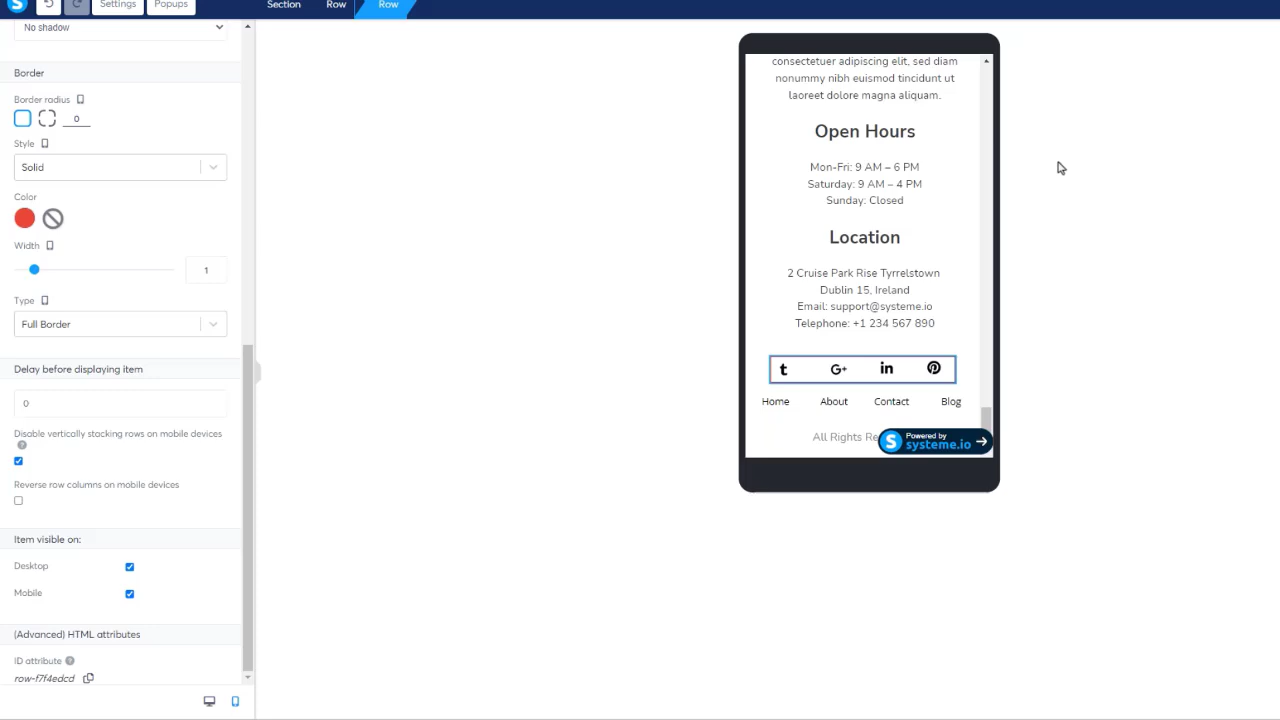 Settings
Popups
Section
Row
Row
No shadow
Border
Border radius
0
Style
Solid
Color
Width
1
Type
Full Border
Delay before displaying item
0
Disable vertically stacking rows on mobile devices
Reverse row columns on mobile devices
Item visible on:
Desktop
Mobile
(Advanced) HTML attributes
ID attribute
row-f7f4edcd
consectetuer adipiscing elit, sed diam
nonummy nibh euismod tincidunt ut
laoreet dolore magna aliquam.
Open Hours
Mon-Fri: 9 AM – 6 PM
Saturday: 9 AM – 4 PM
Sunday: Closed
Location
2 Cruise Park Rise Tyrrelstown
Dublin 15, Ireland
Email: support@systeme.io
Telephone: +1 234 567 890
t G+ in
Home About Contact Blog
All Rights Re
Powered by
systeme.io